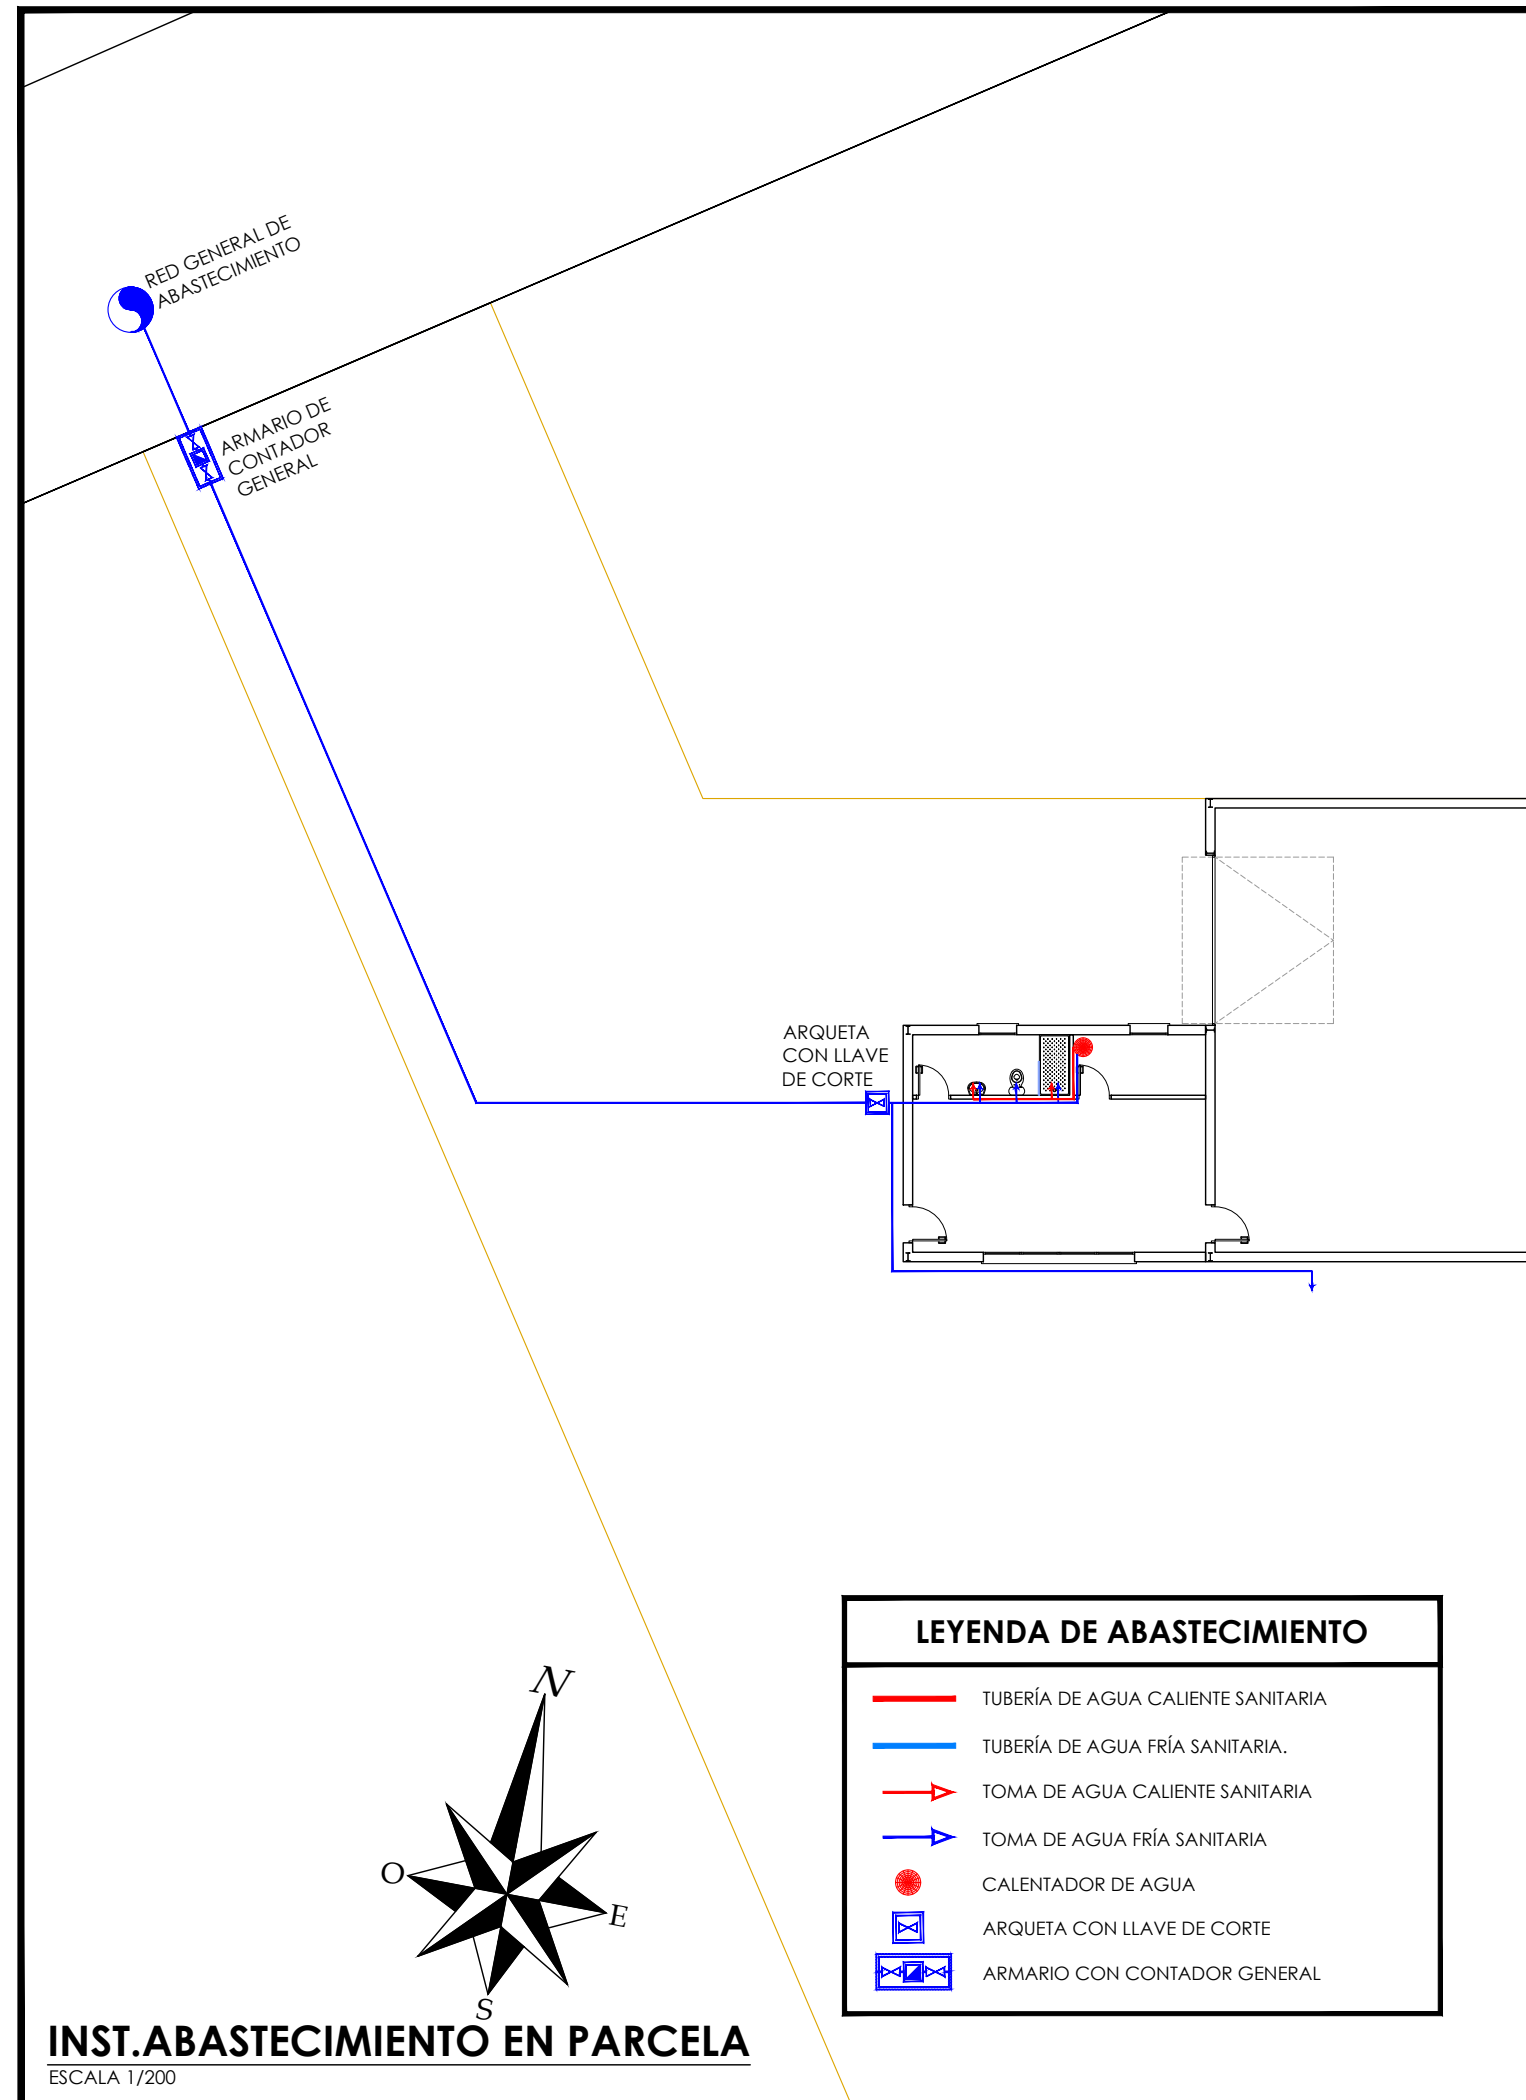 RED GENERAL DE
ABASTECIMIENTO
ARMARIO DE
CONTADOR
GENERAL
ARQUETA
CON LLAVE
DE CORTE
LEYENDA DE ABASTECIMIENTO
TUBERÍA DE AGUA CALIENTE SANITARIA
TUBERÍA DE AGUA FRÍA SANITARIA.
TOMA DE AGUA CALIENTE SANITARIA
TOMA DE AGUA FRÍA SANITARIA
CALENTADOR DE AGUA
ARQUETA CON LLAVE DE CORTE
ARMARIO CON CONTADOR GENERAL
N
O
E
S
INST.ABASTECIMIENTO EN PARCELA
ESCALA 1/200